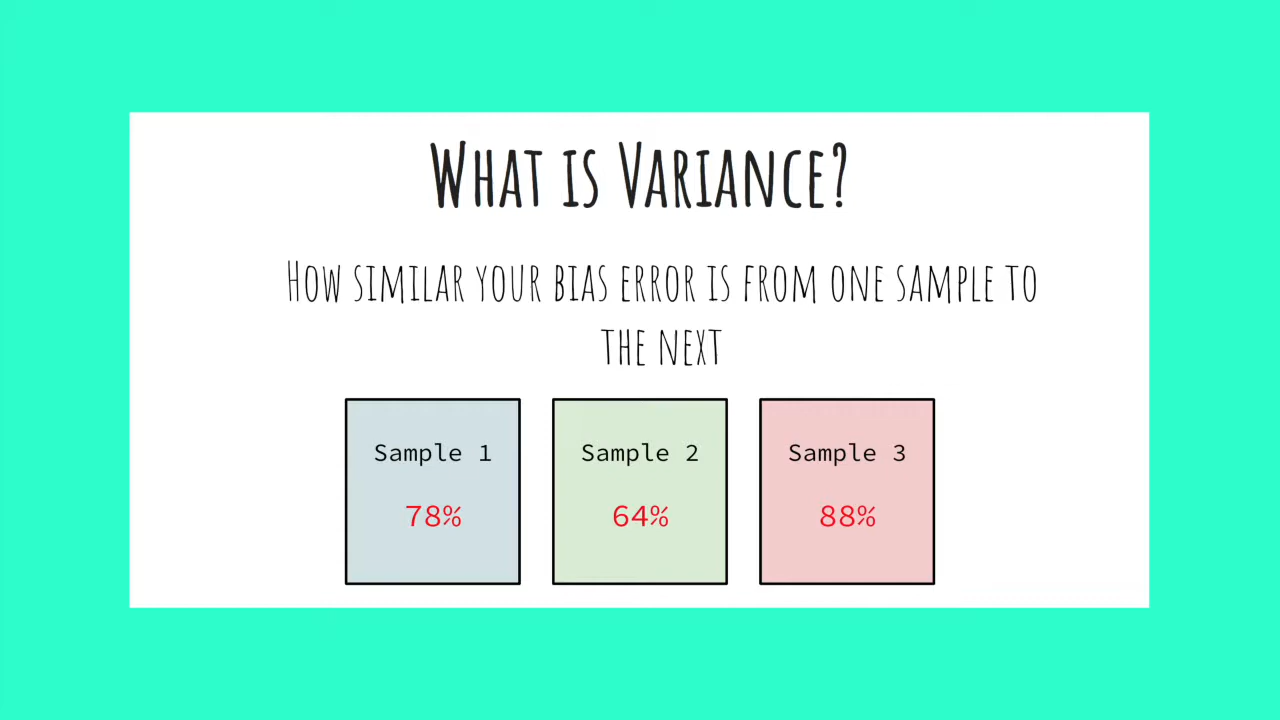 What is Variance?
How similar your bias error is from one sample to
the next
Sample 1
78%
Sample 2
64%
Sample 3
88%